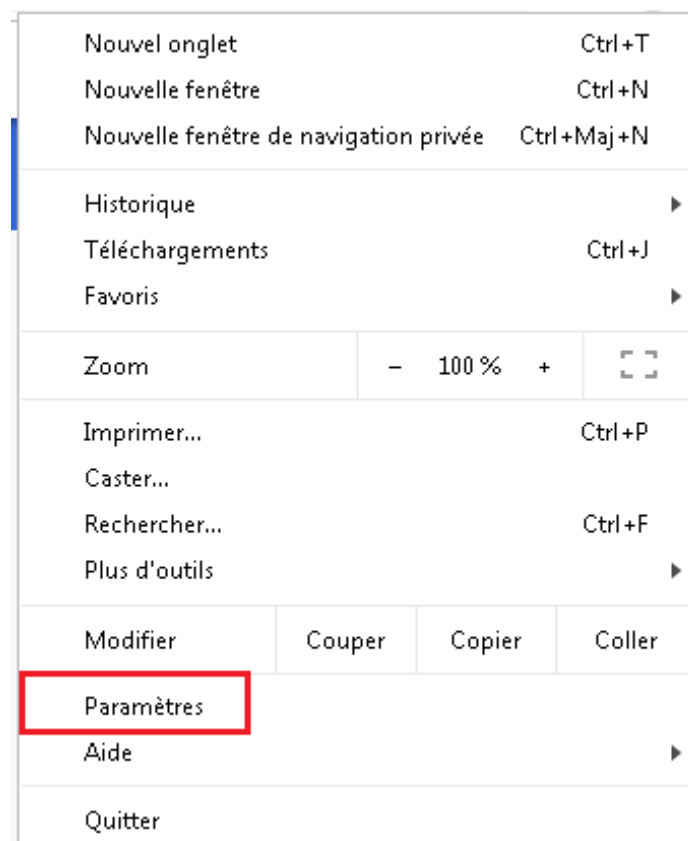 Nouvel onglet Ctrl+T
Nouvelle fenêtre Ctrl+N
Nouvelle fenêtre de navigation privée Ctrl+Maj+N
Historique
Téléchargements Ctrl+J
Favoris
Zoom – 100 % +
Imprimer... Ctrl+P
Caster...
Rechercher... Ctrl+F
Plus d'outils
Modifier Couper Copier Coller
Paramètres
Aide
Quitter